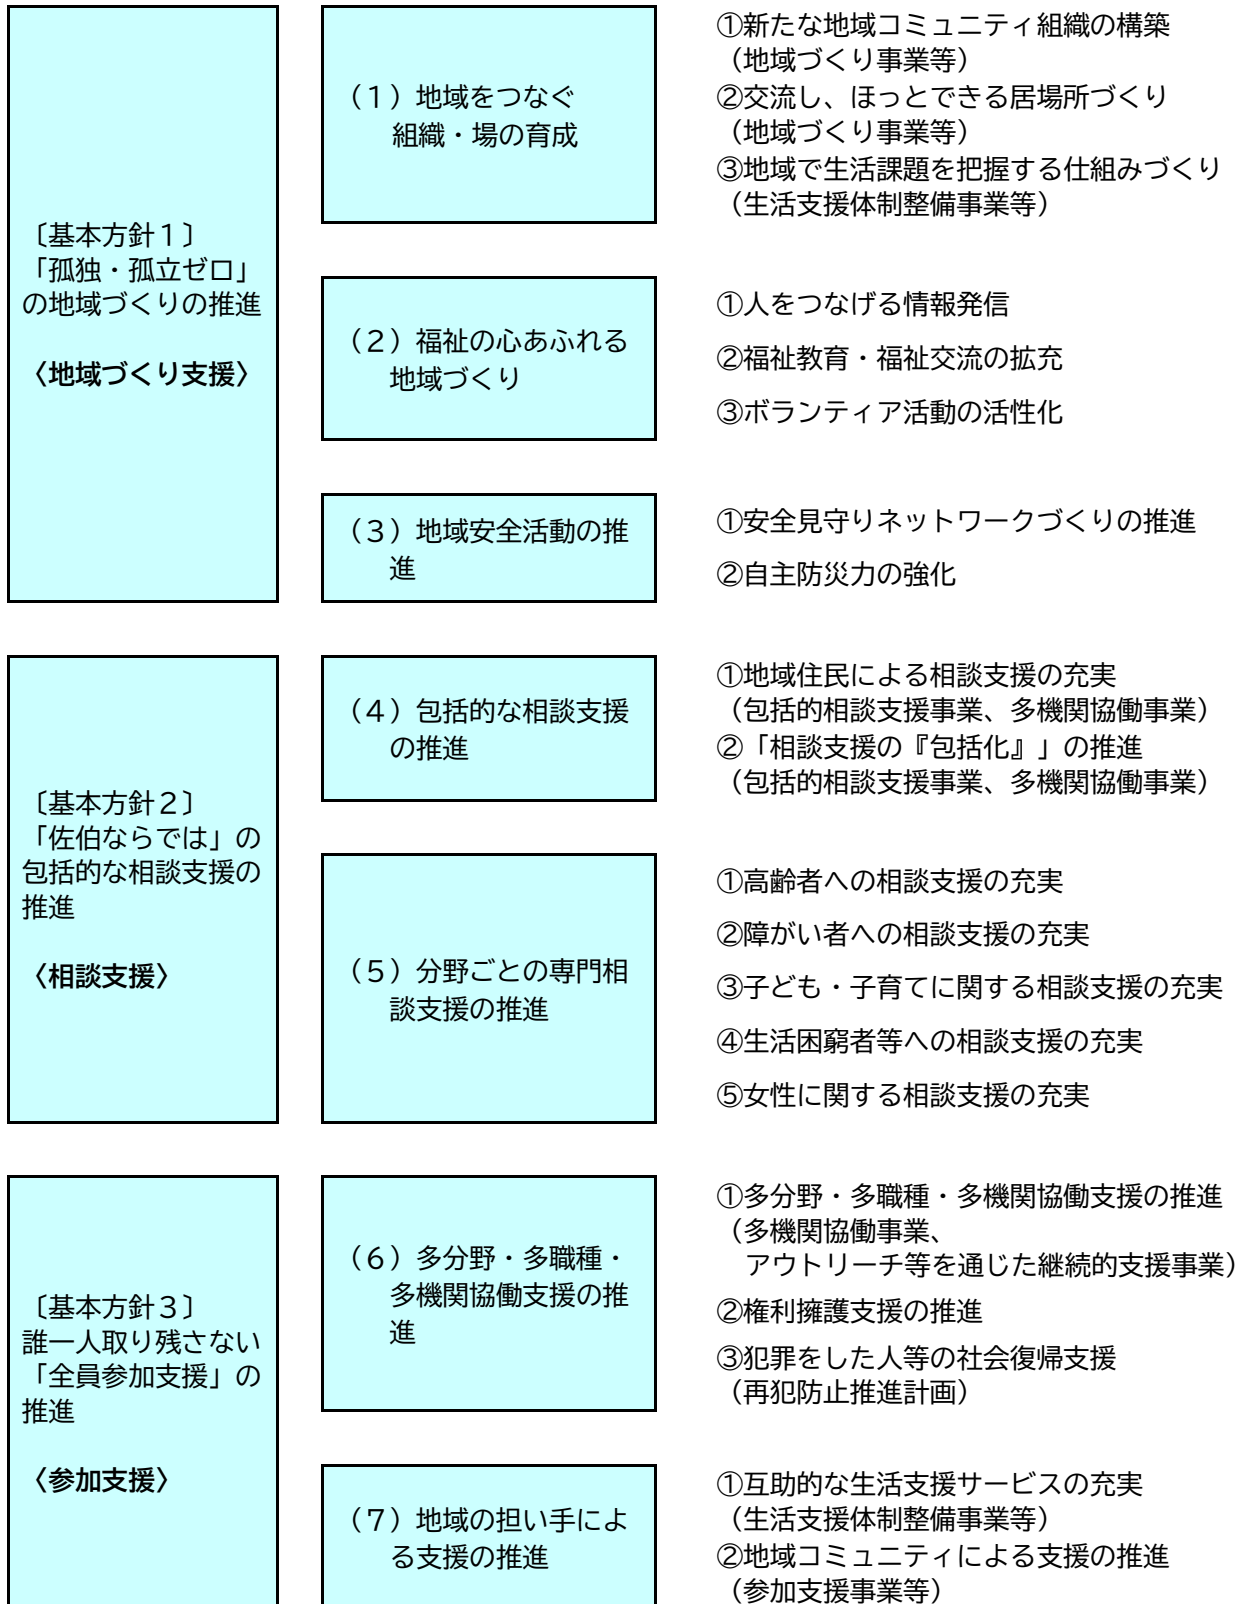 〔基本方針１〕
「孤独・孤立ゼロ」
の地域づくりの推進
〈地域づくり支援〉
（１）地域をつなぐ
組織・場の育成
①新たな地域コミュニティ組織の構築
（地域づくり事業等）
②交流し、ほっとできる居場所づくり
（地域づくり事業等）
③地域で生活課題を把握する仕組みづくり
（生活支援体制整備事業等）
（２）福祉の心あふれる
地域づくり
①人をつなげる情報発信
②福祉教育・福祉交流の拡充
③ボランティア活動の活性化
（３）地域安全活動の推
進
①安全見守りネットワークづくりの推進
②自主防災力の強化
〔基本方針２〕
「佐伯ならでは」の
包括的な相談支援の
推進
〈相談支援〉
（４）包括的な相談支援
の推進
①地域住民による相談支援の充実
（包括的相談支援事業、多機関協働事業）
②「相談支援の『包括化』」の推進
（包括的相談支援事業、多機関協働事業）
（５）分野ごとの専門相
談支援の推進
①高齢者への相談支援の充実
②障がい者への相談支援の充実
③子ども・子育てに関する相談支援の充実
④生活困窮者等への相談支援の充実
⑤女性に関する相談支援の充実
〔基本方針３〕
誰一人取り残さない
「全員参加支援」の
推進
〈参加支援〉
（６）多分野・多職種・
多機関協働支援の推
進
①多分野・多職種・多機関協働支援の推進
（多機関協働事業、
アウトリーチ等を通じた継続的支援事業）
②権利擁護支援の推進
③犯罪をした人等の社会復帰支援
（再犯防止推進計画）
（７）地域の担い手によ
る支援の推進
①互助的な生活支援サービスの充実
（生活支援体制整備事業等）
②地域コミュニティによる支援の推進
（参加支援事業等）